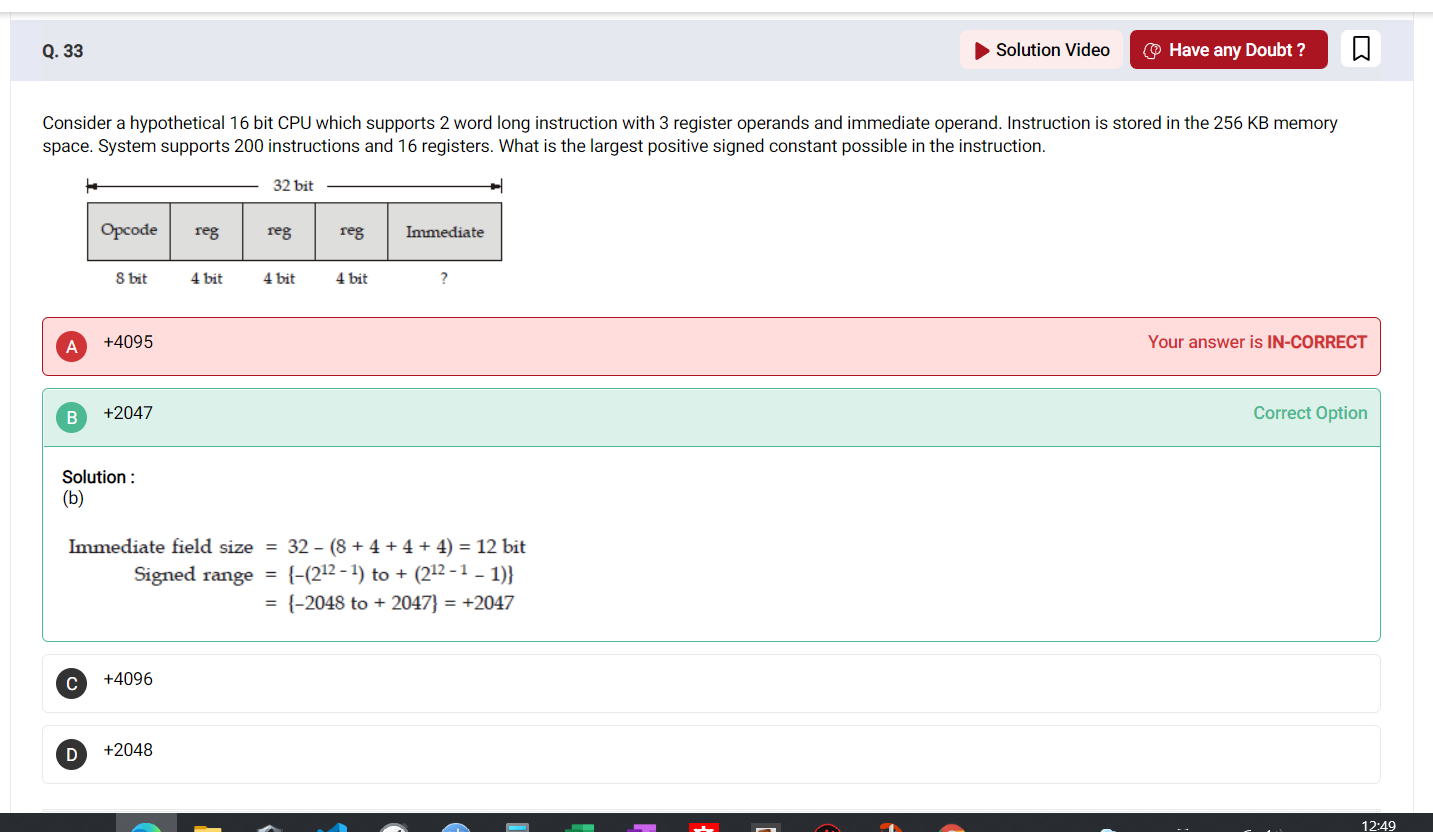 Q. 33
Solution Video
Have any Doubt ?
Consider a hypothetical 16 bit CPU which supports 2 word long instruction with 3 register operands and immediate operand. Instruction is stored in the 256 KB memory
space. System supports 200 instructions and 16 registers. What is the largest positive signed constant possible in the instruction.
32 bit
Opcode reg reg reg Immediate
8 bit 4 bit 4 bit 4 bit ?
A +4095 Your answer is IN-CORRECT
B +2047 Correct Option
Solution :
(b)
Immediate field size = 32 – (8 + 4 + 4 + 4) = 12 bit
Signed range = {–(2¹² ⁻ ¹) to + (2¹² ⁻ ¹ – 1)}
= {–2048 to + 2047} = +2047
C +4096
D +2048
12:49